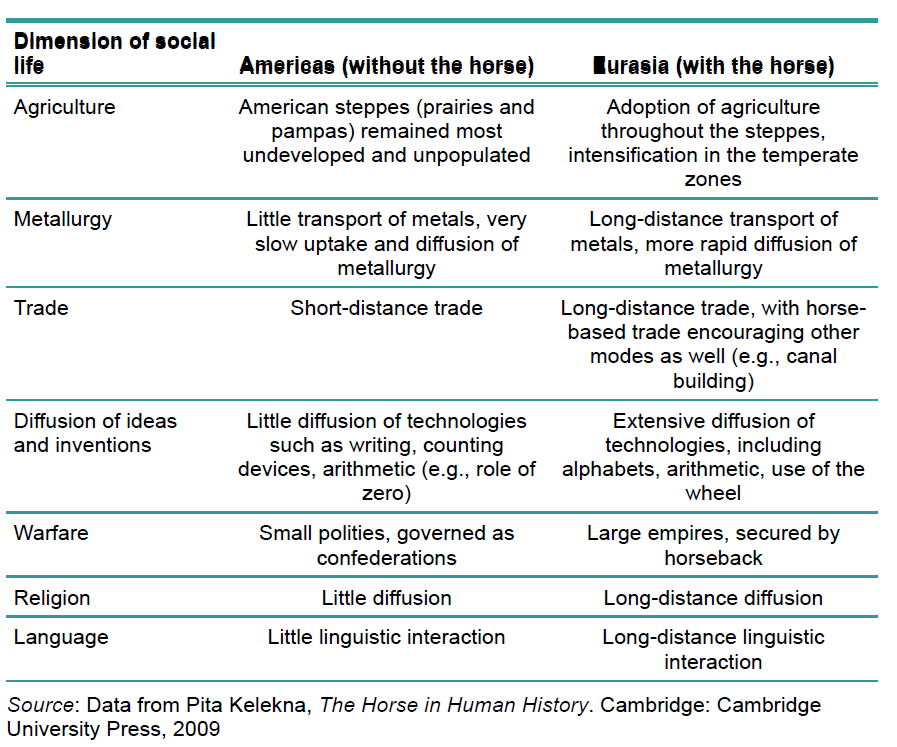 Dimension of social
life
Americas (without the horse)
Eurasia (with the horse)
Agriculture
American steppes (prairies and
pampas) remained most
undeveloped and unpopulated
Adoption of agriculture
throughout the steppes,
intensification in the temperate
zones
Metallurgy
Little transport of metals, very
slow uptake and diffusion of
metallurgy
Long-distance transport of
metals, more rapid diffusion of
metallurgy
Trade
Short-distance trade
Long-distance trade, with horse-
based trade encouraging other
modes as well (e.g., canal
building)
Diffusion of ideas
and inventions
Little diffusion of technologies
such as writing, counting
devices, arithmetic (e.g., role of
zero)
Extensive diffusion of
technologies, including
alphabets, arithmetic, use of the
wheel
Warfare
Small polities, governed as
confederations
Large empires, secured by
horseback
Religion
Little diffusion
Long-distance diffusion
Language
Little linguistic interaction
Long-distance linguistic
interaction
Source: Data from Pita Kelekna, The Horse in Human History. Cambridge: Cambridge
University Press, 2009